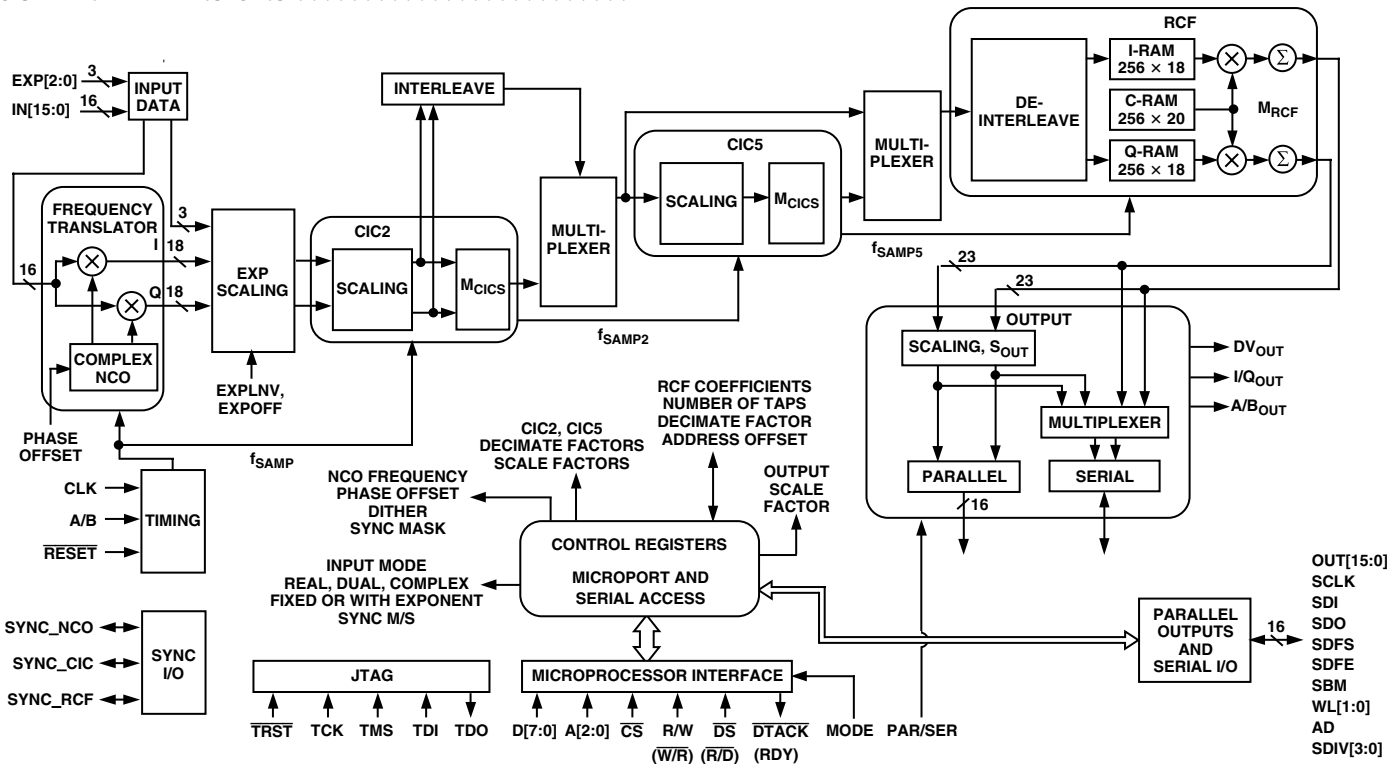 RCF
EXP[2:0]
3
IN[15:0]
16
INPUT
DATA
INTERLEAVE
DE-
INTERLEAVE
I-RAM
256 × 18
C-RAM
256 × 20
Q-RAM
256 × 18
×
Σ
MRCF
×
Σ
MULTI-
PLEXER
CIC5
SCALING
MCICS
fSAMP5
FREQUENCY
TRANSLATOR
3
I
18
×
16
Q
18
×
COMPLEX
NCO
EXP
SCALING
CIC2
SCALING
MCICS
MULTI-
PLEXER
fSAMP2
EXPLNV,
EXPOFF
PHASE
OFFSET
fSAMP
23
23
OUTPUT
SCALING, SOUT
MULTIPLEXER
PARALLEL
SERIAL
16
DVOUT
I/QOUT
A/BOUT
CLK
A/B
RESET
TIMING
NCO FREQUENCY
PHASE OFFSET
DITHER
SYNC MASK
CIC2, CIC5
DECIMATE FACTORS
SCALE FACTORS
RCF COEFFICIENTS
NUMBER OF TAPS
DECIMATE FACTOR
ADDRESS OFFSET
OUTPUT
SCALE
FACTOR
INPUT MODE
REAL, DUAL, COMPLEX
FIXED OR WITH EXPONENT
SYNC M/S
CONTROL REGISTERS
MICROPORT AND
SERIAL ACCESS
SYNC_NCO
SYNC_CIC
SYNC_RCF
SYNC
I/O
JTAG
TRST
TCK
TMS
TDI
TDO
MICROPROCESSOR INTERFACE
D[7:0]
A[2:0]
CS
R/W
(W/R)
DS
(R/D)
DTACK
(RDY)
MODE
PAR/SER
PARALLEL
OUTPUTS
AND
SERIAL I/O
16
OUT[15:0]
SCLK
SDI
SDO
SDFS
SDFE
SBM
WL[1:0]
AD
SDIV[3:0]